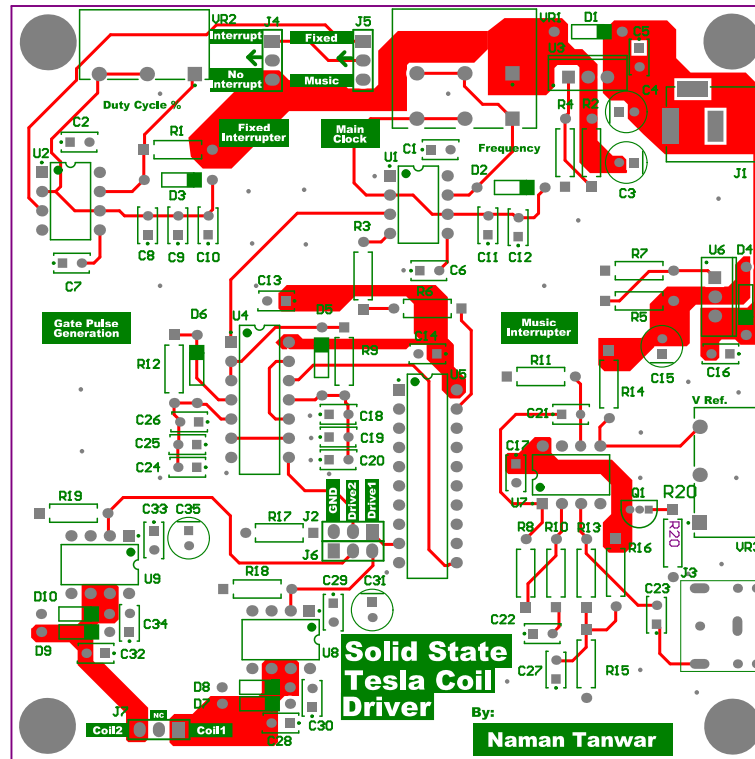 VR2
J4
J5
VR1
D1
C5
Interrupt
Fixed
U3
No
Interrupt
Music
Duty Cycle %
C4
R4
R2
C2
R1
Fixed
Interrupter
Main
Clock
Frequency
U2
U1
C1
D2
C3
J1
D3
C8
C9
C10
R3
C11
C12
C7
C6
R7
U6
D4
C13
R6
R5
Gate Pulse
Generation
D6
U4
D5
Music
Interrupter
R12
R9
C14
C15
C16
R11
U5
R14
V Ref.
C26
C18
C21
C25
C19
C24
C20
C17
R19
C33
C35
GND
Drive2
Drive1
U7
Q1
R20
R17
J2
R8
R10
R13
R20
J6
R16
VR3
U9
R18
C29
C31
J3
D10
C23
C34
C22
D9
C32
U8
Solid State
Tesla Coil
Driver
C27
R15
D8
D7
C30
J7
NC
Coil2
Coil1
C28
By:
Naman Tanwar